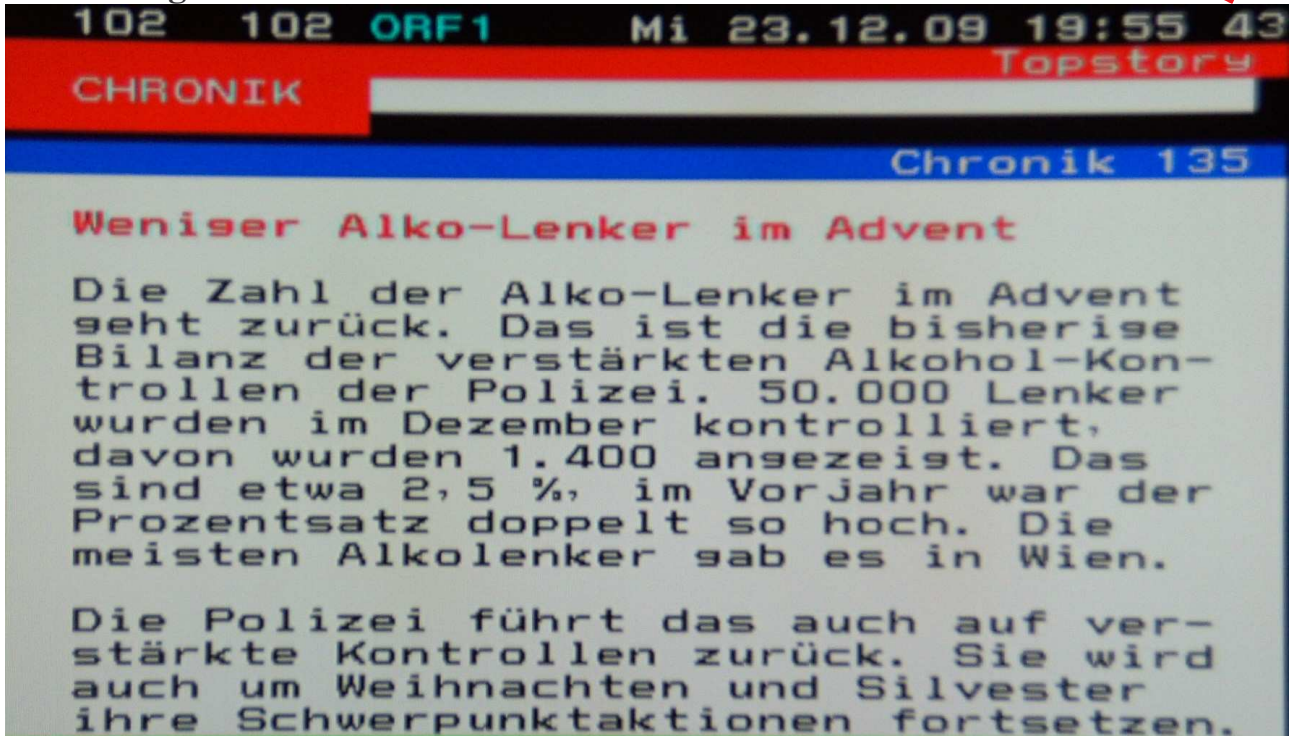 102 102 ORF1 Mi 23.12.09 19:55 43
Topstory
CHRONIK
Chronik 135
Weniger Alko-Lenker im Advent
Die Zahl der Alko-Lenker im Advent
geht zurück. Das ist die bisherige
Bilanz der verstärkten Alkohol-Kon-
trollen der Polizei. 50.000 Lenker
wurden im Dezember kontrolliert,
davon wurden 1.400 angezeigt. Das
sind etwa 2,5 %, im Vorjahr war der
Prozentsatz doppelt so hoch. Die
meisten Alkolenker gab es in Wien.
Die Polizei führt das auch auf ver-
stärkte Kontrollen zurück. Sie wird
auch um Weihnachten und Silvester
ihre Schwerpunktaktionen fortsetzen.